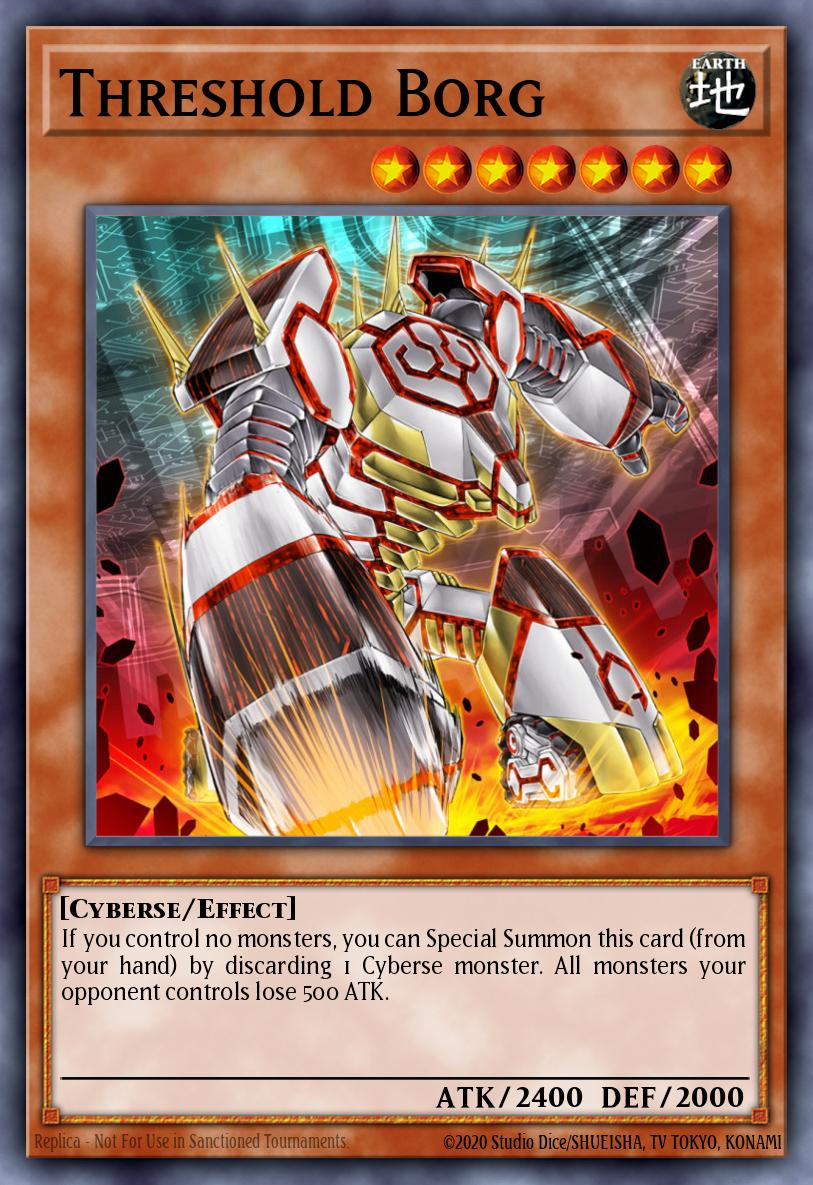 Threshold Borg
EARTH
地
[Cyberse/Effect]
If you control no monsters, you can Special Summon this card (from
your hand) by discarding 1 Cyberse monster. All monsters your
opponent controls lose 500 ATK.
ATK/2400 DEF/2000
Replica - Not For Use in Sanctioned Tournaments.
©2020 Studio Dice/SHUEISHA, TV TOKYO, KONAMI